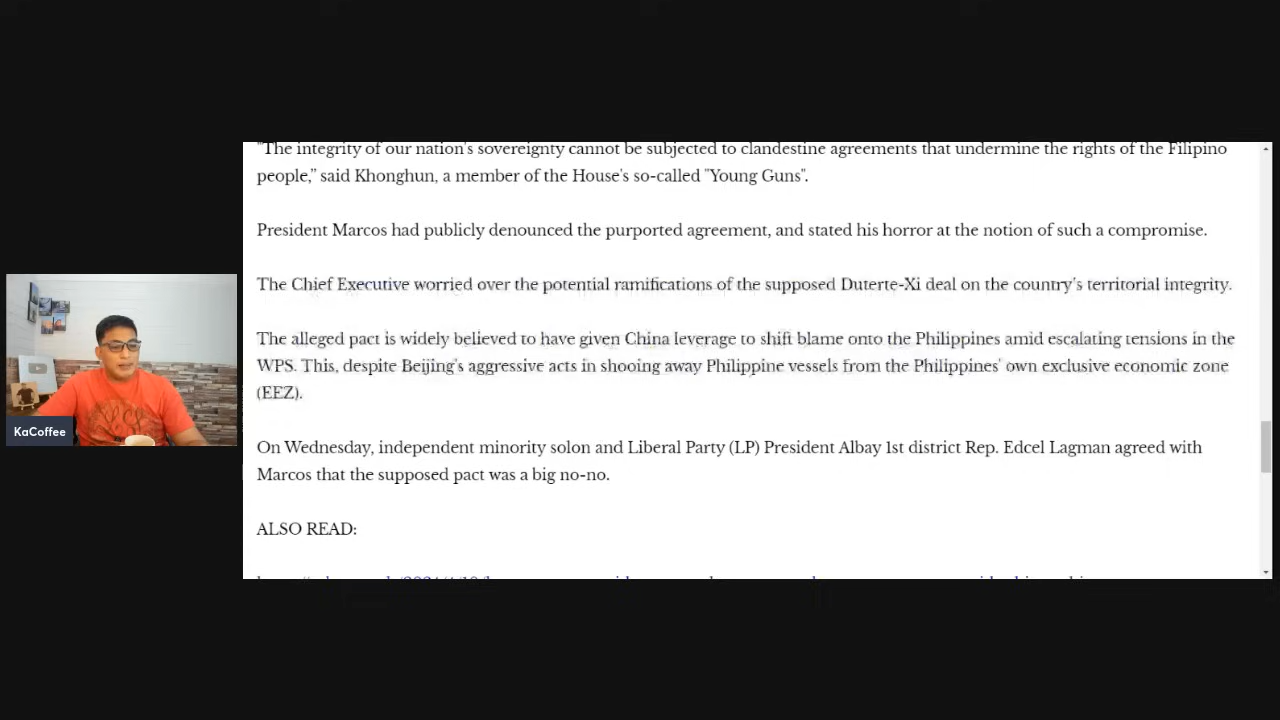 "The integrity of our nation's sovereignty cannot be subjected to clandestine agreements that undermine the rights of the Filipino
people,” said Khonghun, a member of the House's so-called "Young Guns".
President Marcos had publicly denounced the purported agreement, and stated his horror at the notion of such a compromise.
The Chief Executive worried over the potential ramifications of the supposed Duterte-Xi deal on the country's territorial integrity.
The alleged pact is widely believed to have given China leverage to shift blame onto the Philippines amid escalating tensions in the
WPS. This, despite Beijing's aggressive acts in shooing away Philippine vessels from the Philippines' own exclusive economic zone
(EEZ).
KaCoffee
On Wednesday, independent minority solon and Liberal Party (LP) President Albay 1st district Rep. Edcel Lagman agreed with
Marcos that the supposed pact was a big no-no.
ALSO READ: